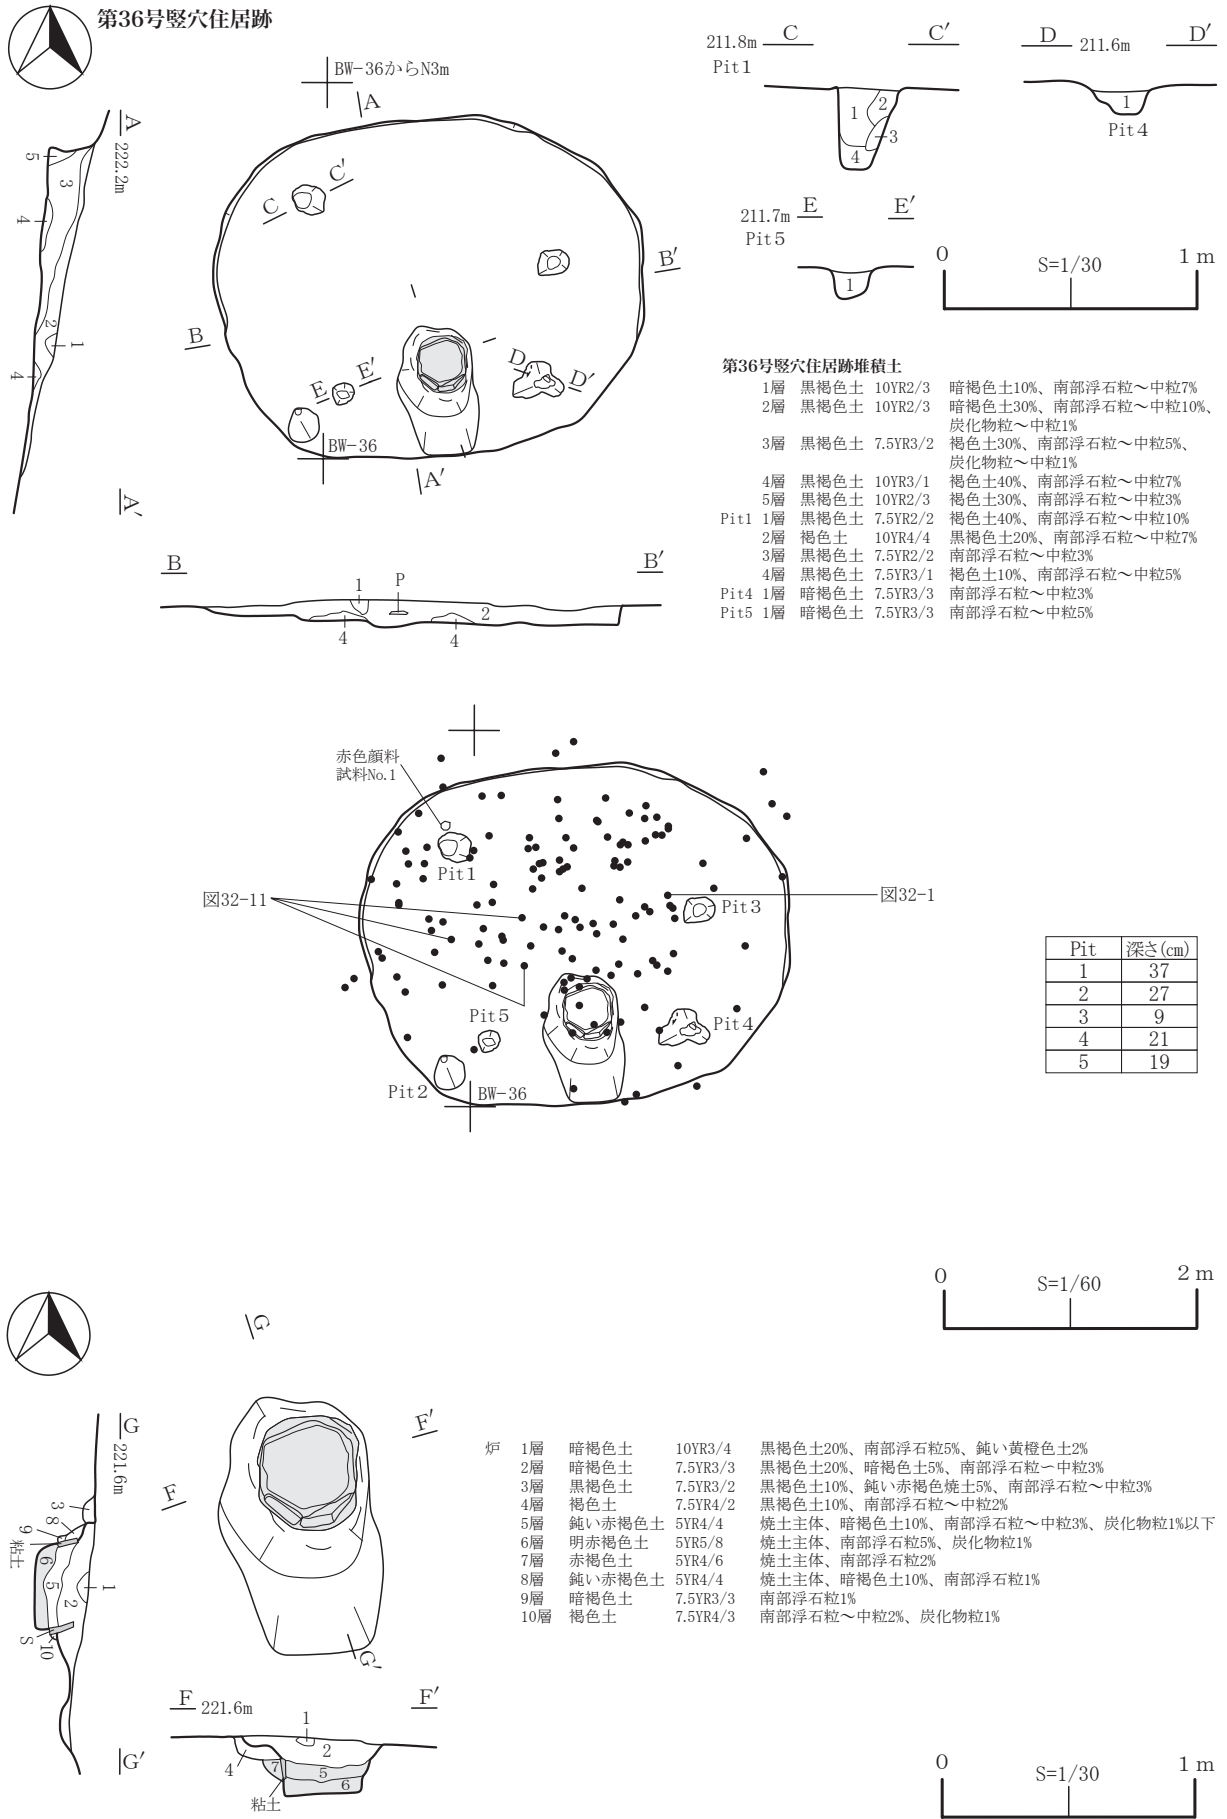 第36号竪穴住居跡
BW-36からN3m
A
A
222.2m
5
3
4
2
1
4
A′
C
C′
B
B′
D
D′
E
E′
BW-36
A′
211.8m
C
C′
Pit1
1
2
3
4
D
211.6m
D′
1
Pit4
211.7m
E
E′
Pit5
1
0
S=1/30
1m
第36号竪穴住居跡堆積土
1層 黒褐色土 10YR2/3 暗褐色土10%、南部浮石粒～中粒7%
2層 黒褐色土 10YR2/3 暗褐色土30%、南部浮石粒～中粒10%、
炭化物粒～中粒1%
3層 黒褐色土 7.5YR3/2 褐色土30%、南部浮石粒～中粒5%、
炭化物粒～中粒1%
4層 黒褐色土 10YR3/1 褐色土40%、南部浮石粒～中粒7%
5層 黒褐色土 10YR2/3 褐色土30%、南部浮石粒～中粒3%
Pit1 1層 黒褐色土 7.5YR2/2 褐色土40%、南部浮石粒～中粒10%
2層 褐色土 10YR4/4 黒褐色土20%、南部浮石粒～中粒7%
3層 黒褐色土 7.5YR2/2 南部浮石粒～中粒3%
4層 黒褐色土 7.5YR3/1 褐色土10%、南部浮石粒～中粒5%
Pit4 1層 暗褐色土 7.5YR3/3 南部浮石粒～中粒3%
Pit5 1層 暗褐色土 7.5YR3/3 南部浮石粒～中粒5%
B
B′
1
P
2
4
4
赤色顔料
試料No.1
Pit1
図32-11
図32-1
Pit3
Pit5
Pit4
Pit2
BW-36
Pit 深さ(cm)
1 37
2 27
3 9
4 21
5 19
0
S=1/60
2m
G
F′
F
G′
G
221.6m
3
8
9
粘土
6
5
2
1
S
10
G′
炉 1層 暗褐色土 10YR3/4 黒褐色土20%、南部浮石粒5%、鈍い黄橙色土2%
2層 暗褐色土 7.5YR3/3 黒褐色土20%、暗褐色土5%、南部浮石粒～中粒3%
3層 黒褐色土 7.5YR3/2 黒褐色土10%、鈍い赤褐色焼土5%、南部浮石粒～中粒3%
4層 褐色土 7.5YR4/2 黒褐色土10%、南部浮石粒～中粒2%
5層 鈍い赤褐色土 5YR4/4 焼土主体、暗褐色土10%、南部浮石粒～中粒3%、炭化物粒1%以下
6層 明赤褐色土 5YR5/8 焼土主体、南部浮石粒5%、炭化物粒1%
7層 赤褐色土 5YR4/6 焼土主体、南部浮石粒2%
8層 鈍い赤褐色土 5YR4/4 焼土主体、暗褐色土10%、南部浮石粒1%
9層 暗褐色土 7.5YR3/3 南部浮石粒1%
10層 褐色土 7.5YR4/3 南部浮石粒～中粒2%、炭化物粒1%
F
221.6m
F′
1
2
4
7
5
6
粘土
0
S=1/30
1m